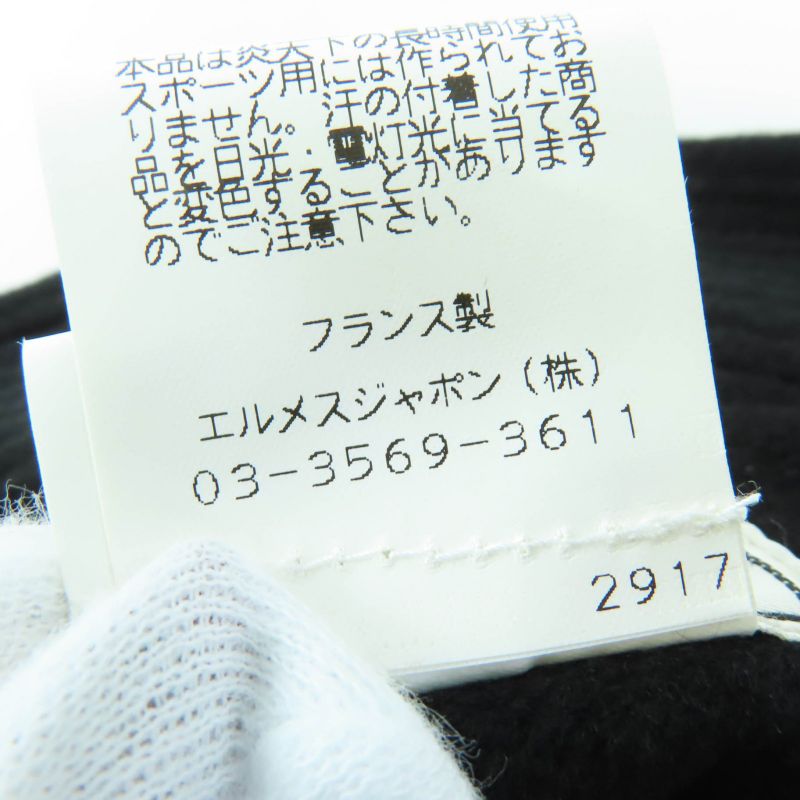 本品は炎天下の長時間使用
スポーツ用には作られてお
りません。汗の付着した商
品を日光・電灯光に当てる
と変色することがあります
のでご注意下さい。
フランス製
エルメスジャポン(株)
03-3569-3611
2917